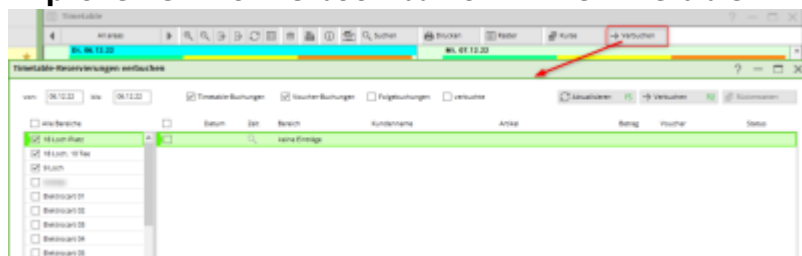 Timetable
All areas Suchen Drucken Raster Kurse Verbuchen
Di, 06.12.22 Mi, 07.12.22
Timetable-Reservierungen verbuchen
von: 06.12.22 bis: 06.12.22 Timetable-Buchungen Voucher-Buchungen Folgebuchungen verbuchte Aktualisieren F5 Verbuchen
Alle Bereiche Datum Zeit Bereich Kundenname Artikel Betrag Voucher Status
18 Loch Platz keine Einträge
18 Loch, 10 Tee
9 Loch
Elektrocart 01
Elektrocart 02
Elektrocart 03
Elektrocart 04
Elektrocart 05